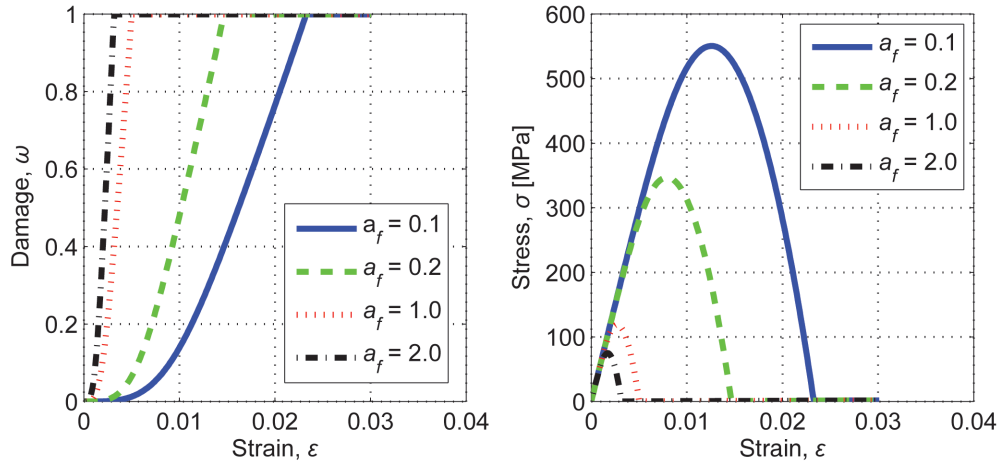 1
0.8
0.6
0.4
0.2
0
0 0.01 0.02 0.03 0.04
Damage, ω
Strain, ε
a_f = 0.1
a_f = 0.2
a_f = 1.0
a_f = 2.0
600
500
400
300
200
100
0
0 0.01 0.02 0.03 0.04
Stress, σ [MPa]
Strain, ε
a_f = 0.1
a_f = 0.2
a_f = 1.0
a_f = 2.0